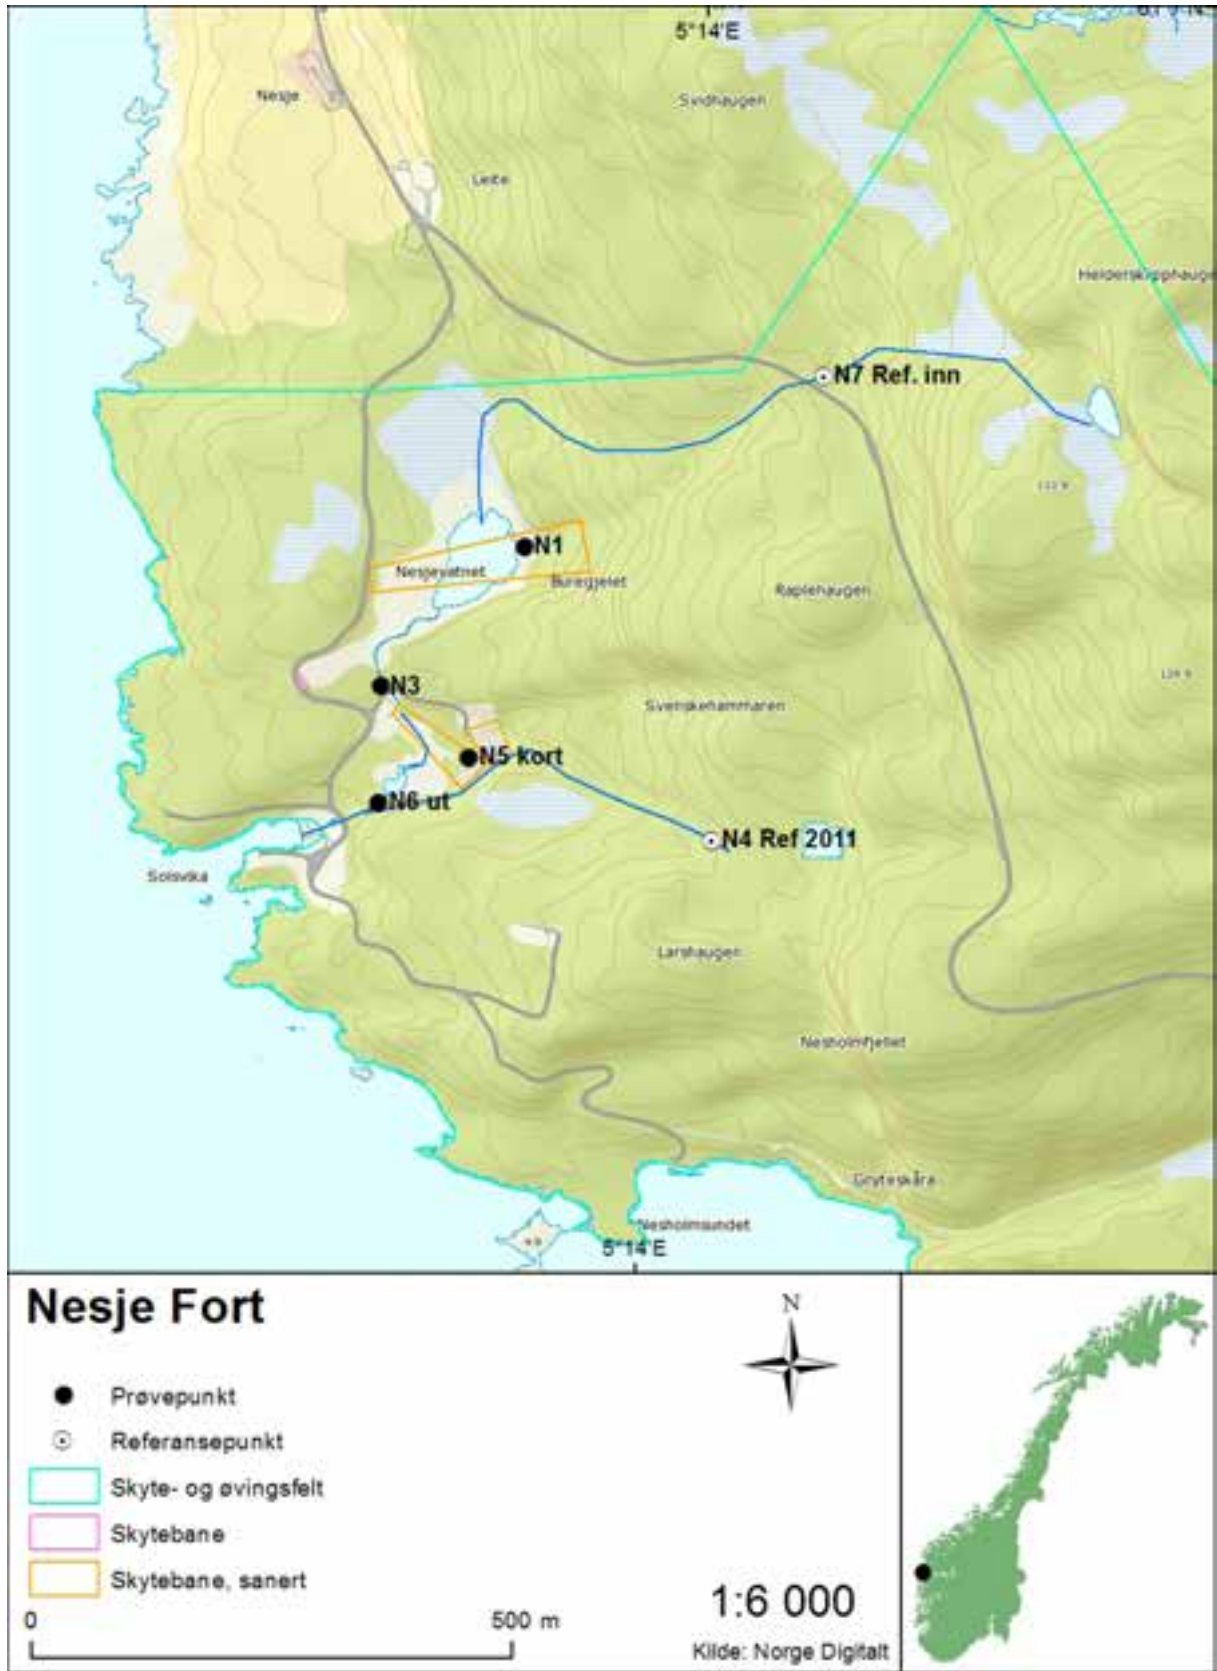 5°14'E
Nesje
Svidhaugen
Leite
N7 Ref. inn
N1
Nesjevatnet
Buregjelet
Raplehaugen
N3
Svenskehammaren
N5 kort
N6 ut
N4 Ref 2011
Solsvika
Larshaugen
Nesholmfjellet
Gryteskåra
Nesholmsundet
5°14'E
Nesje Fort
N
Prøvepunkt
Referansepunkt
Skyte- og øvingsfelt
Skytebane
Skytebane, sanert
0 500 m
1:6 000
Kilde: Norge Digitalt